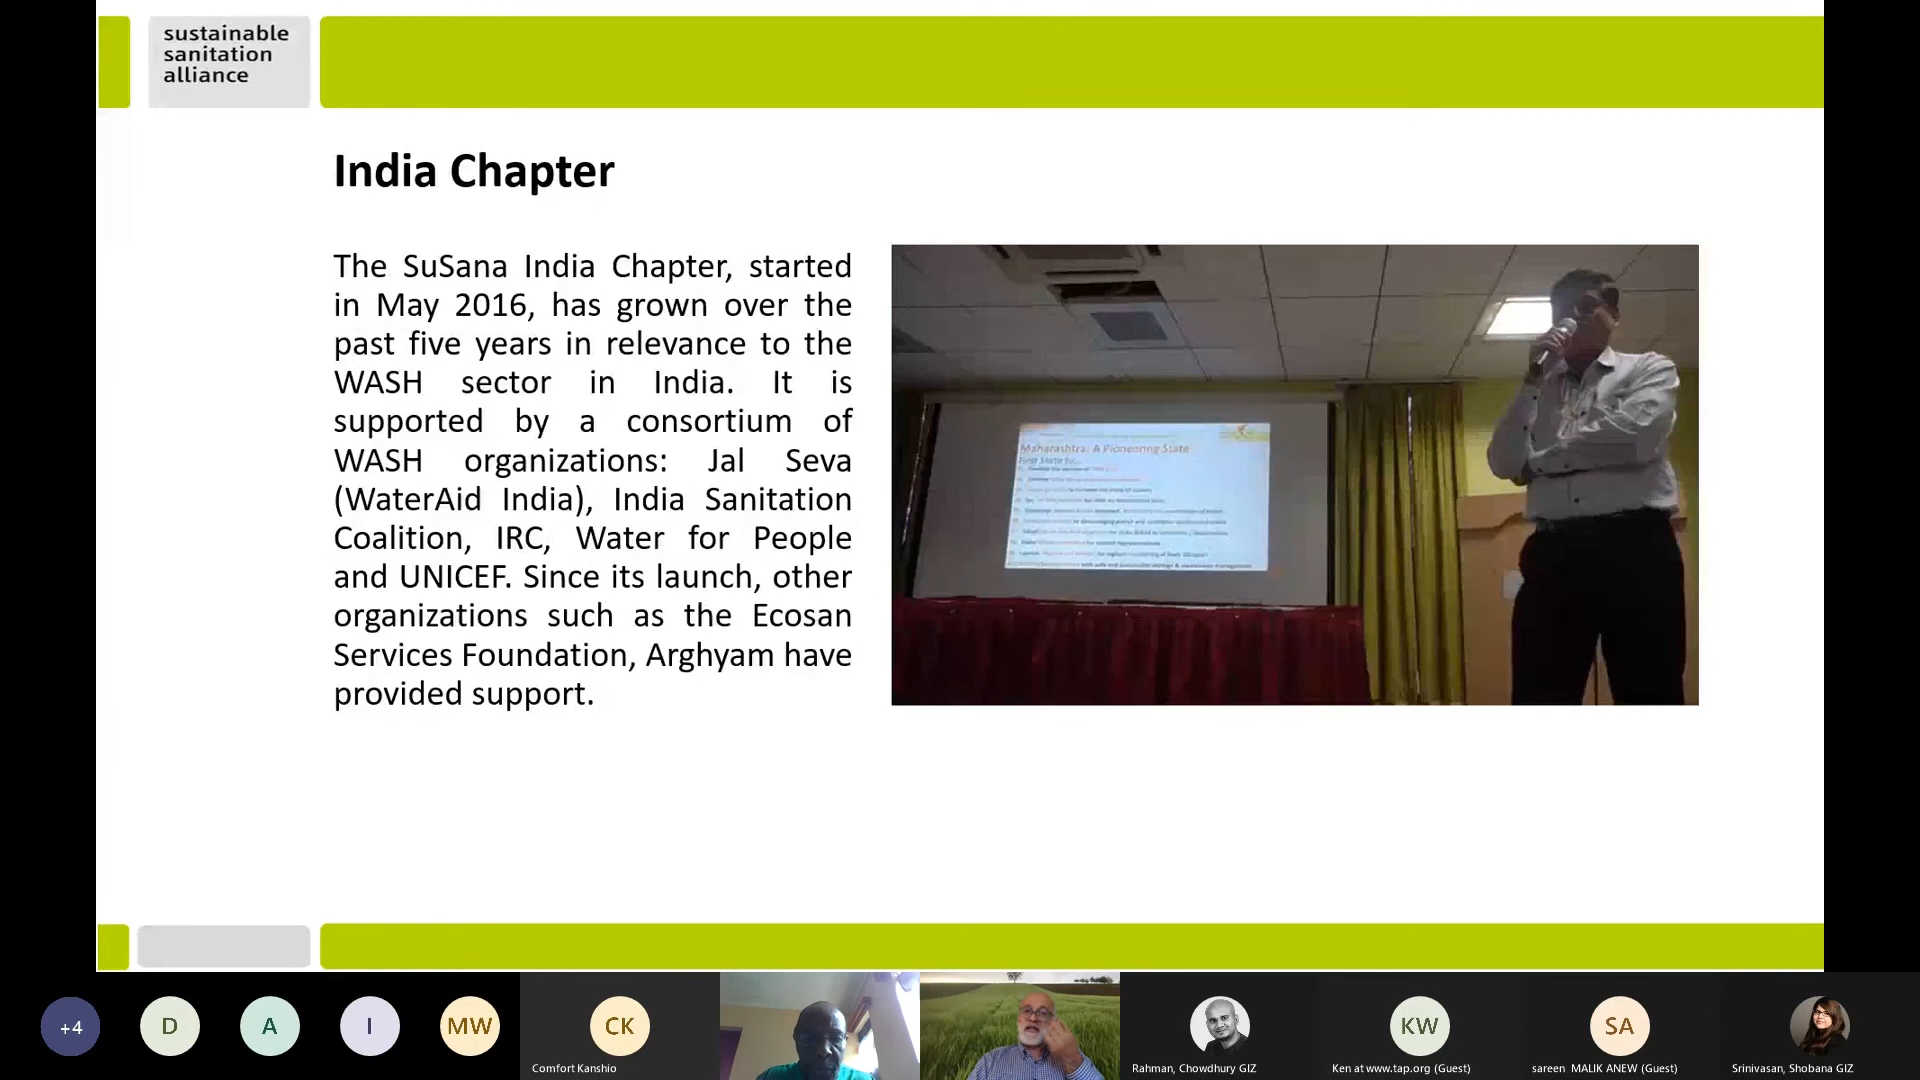 sustainable
sanitation
alliance
India Chapter
The SuSana India Chapter, started
in May 2016, has grown over the
past five years in relevance to the
WASH sector in India. It is
supported by a consortium of
WASH organizations: Jal Seva
(WaterAid India), India Sanitation
Coalition, IRC, Water for People
and UNICEF. Since its launch, other
organizations such as the Ecosan
Services Foundation, Arghyam have
provided support.
Maharashtra: A Pioneering State
First State to...
+4
D
A
I
MW
CK
Comfort Kanshio
Rahman, Chowdhury GIZ
KW
Ken at www.tap.org (Guest)
SA
sareen MALIK ANEW (Guest)
Srinivasan, Shobana GIZ